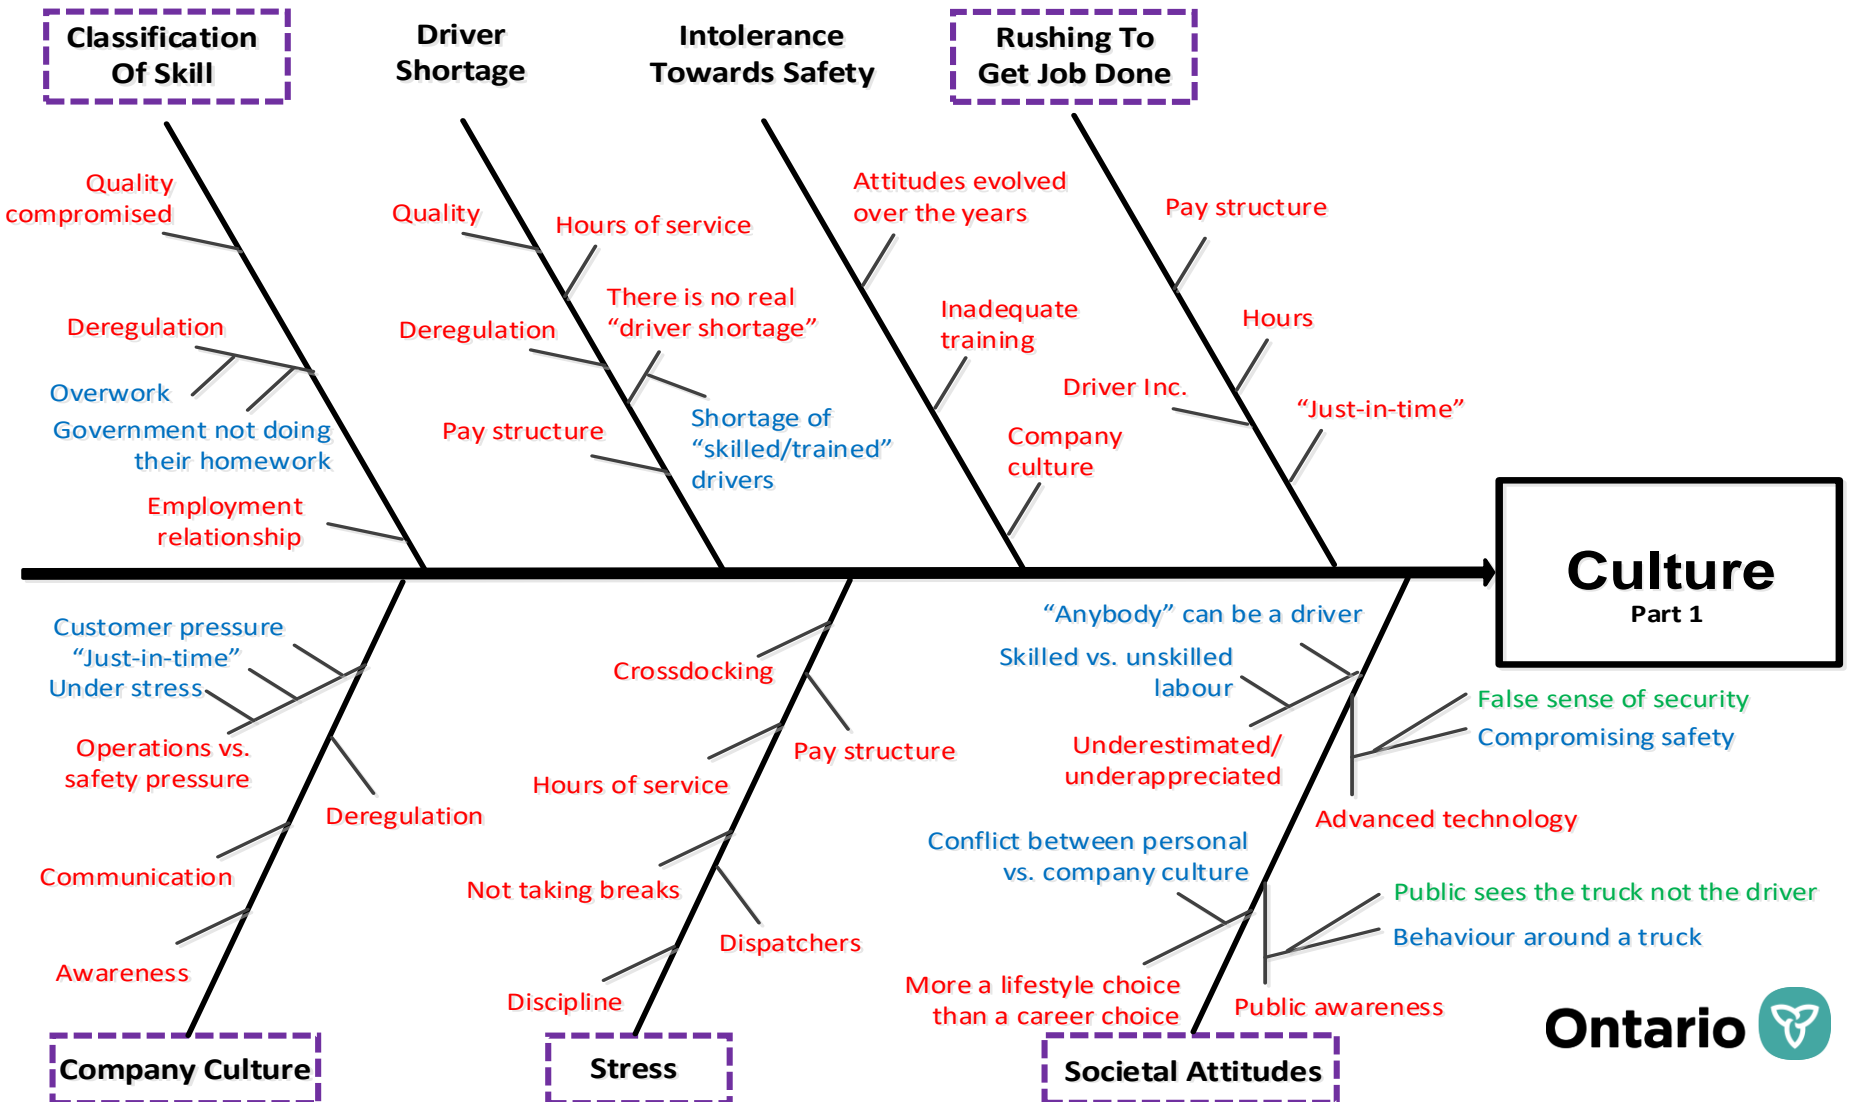 Classification
Of Skill
Driver
Shortage
Intolerance
Towards Safety
Rushing To
Get Job Done
Quality
compromised
Deregulation
Overwork
Government not doing
their homework
Employment
relationship
Quality
Hours of service
There is no real
“driver shortage”
Deregulation
Shortage of
“skilled/trained”
drivers
Pay structure
Attitudes evolved
over the years
Inadequate
training
Company
culture
Pay structure
Hours
Driver Inc.
“Just-in-time”
Culture
Part 1
Customer pressure
“Just-in-time”
Under stress
Operations vs.
safety pressure
Deregulation
Communication
Awareness
Company Culture
Crossdocking
Pay structure
Hours of service
Not taking breaks
Dispatchers
Discipline
Stress
“Anybody” can be a driver
Skilled vs. unskilled
labour
Underestimated/
underappreciated
False sense of security
Compromising safety
Advanced technology
Conflict between personal
vs. company culture
Public sees the truck not the driver
Behaviour around a truck
More a lifestyle choice
than a career choice
Public awareness
Societal Attitudes
Ontario